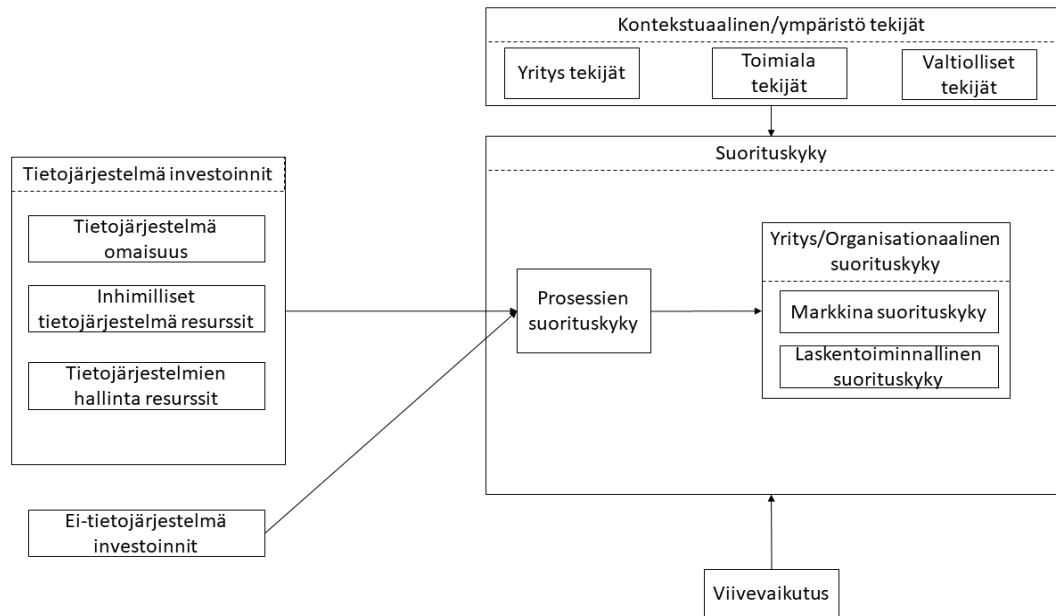 Kontekstuaalinen/ympäristö tekijät
Yritys tekijät
Toimiala
tekijät
Valtiolliset
tekijät
Suorituskyky
Tietojärjestelmä investoinnit
Tietojärjestelmä
omaisuus
Inhimilliset
tietojärjestelmä resurssit
Tietojärjestelmien
hallinta resurssit
Ei-tietojärjestelmä
investoinnit
Prosessien
suorituskyky
Yritys/Organisationaalinen
suorituskyky
Markkina suorituskyky
Laskentoiminnallinen
suorituskyky
Viivevaikutus